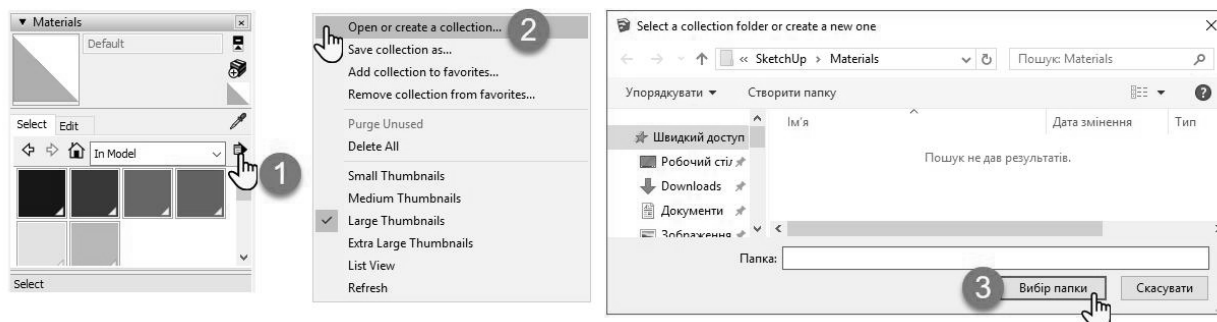 ▼ Materials
Default
Select Edit
In Model
1
Select
Open or create a collection...
2
Save collection as...
Add collection to favorites...
Remove collection from favorites...
Purge Unused
Delete All
Small Thumbnails
Medium Thumbnails
✓ Large Thumbnails
Extra Large Thumbnails
List View
Refresh
Select a collection folder or create a new one
« SketchUp › Materials
Пошук: Materials
Упорядкувати ▼ Створити папку
?
Ім'я Дата змінення Тип
Швидкий доступ
Пошук не дав результатів.
Робочий стіл
Downloads
Документи
Зображення
Папка:
3 Вибір папки Скасувати